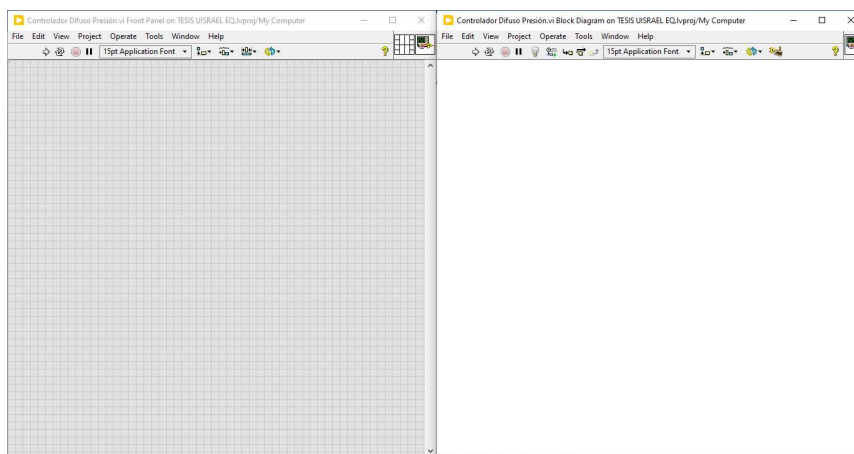 Controlador Difuso Presión.vi Front Panel on TESIS UISRAEL EQ.lvproj/My Computer
File Edit View Project Operate Tools Window Help
15pt Application Font
Controlador Difuso Presión.vi Block Diagram on TESIS UISRAEL EQ.lvproj/My Computer
File Edit View Project Operate Tools Window Help
15pt Application Font